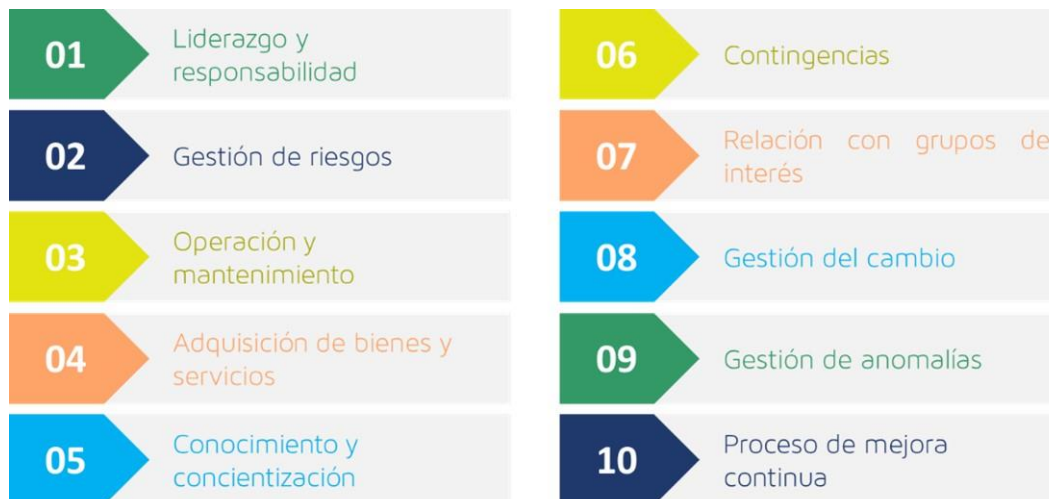 01
Liderazgo y
responsabilidad
02
Gestión de riesgos
03
Operación y
mantenimiento
04
Adquisición de bienes y
servicios
05
Conocimiento y
concientización
06
Contingencias
07
Relación con grupos de
interés
08
Gestión del cambio
09
Gestión de anomalías
10
Proceso de mejora
continua